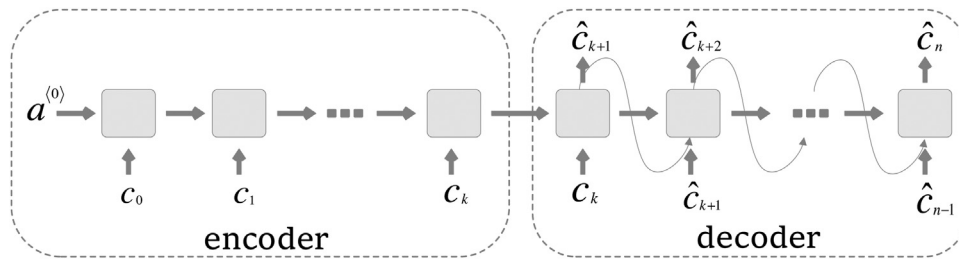 ĉₖ₊₁ ĉₖ₊₂ ĉₙ
a⟨0⟩
c₀ c₁ cₖ cₖ ĉₖ₊₁ ĉₙ₋₁
encoder decoder